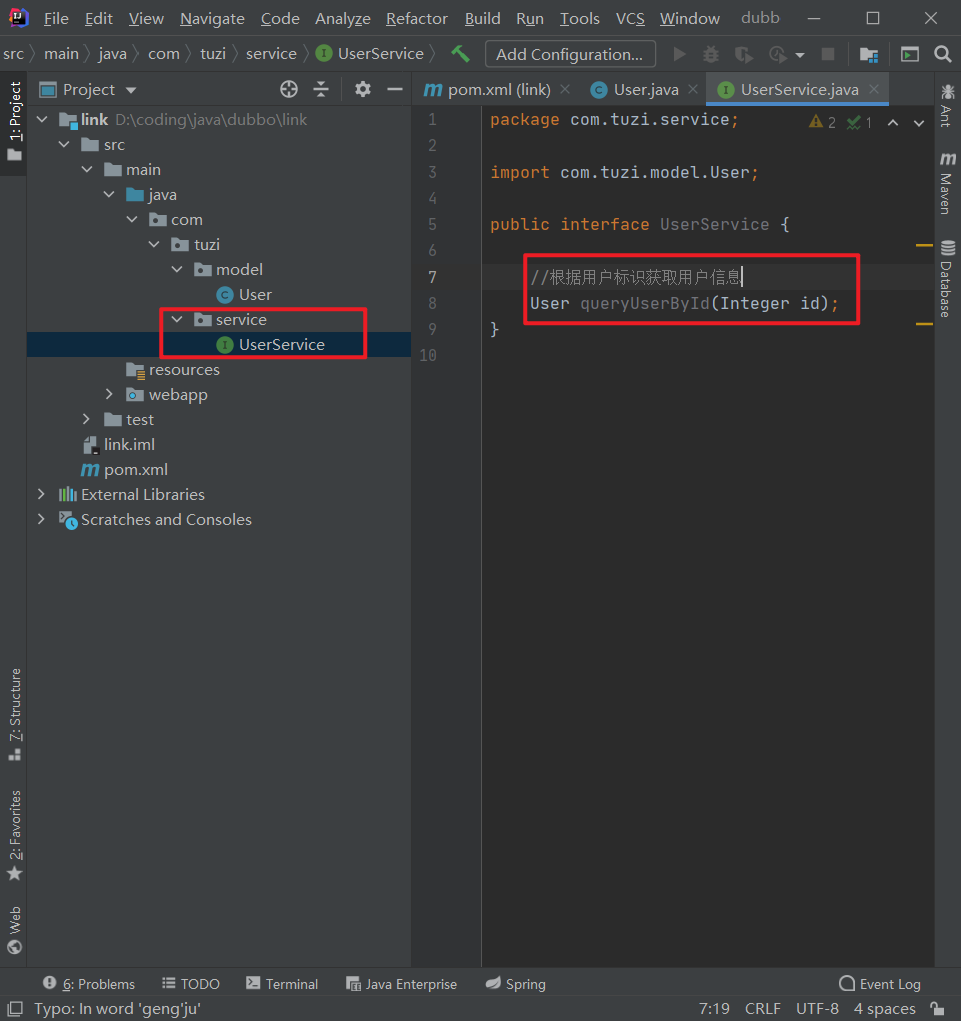 File Edit View Navigate Code Analyze Refactor Build Run Tools VCS Window dubb
src main java com tuzi service UserService Add Configuration...
1: Project
Project
link D:\coding\java\dubbo\link
src
main
java
com
tuzi
model
User
service
UserService
resources
webapp
test
link.iml
pom.xml
External Libraries
Scratches and Consoles
pom.xml (link) User.java UserService.java
1 package com.tuzi.service;
2
3 import com.tuzi.model.User;
4
5 public interface UserService {
6
7 //根据用户标识获取用户信息
8 User queryUserById(Integer id);
9 }
10
2 1
Ant
Maven
Database
7: Structure
2: Favorites
Web
6: Problems TODO Terminal Java Enterprise Spring Event Log
Typo: In word 'geng'ju' 7:19 CRLF UTF-8 4 spaces